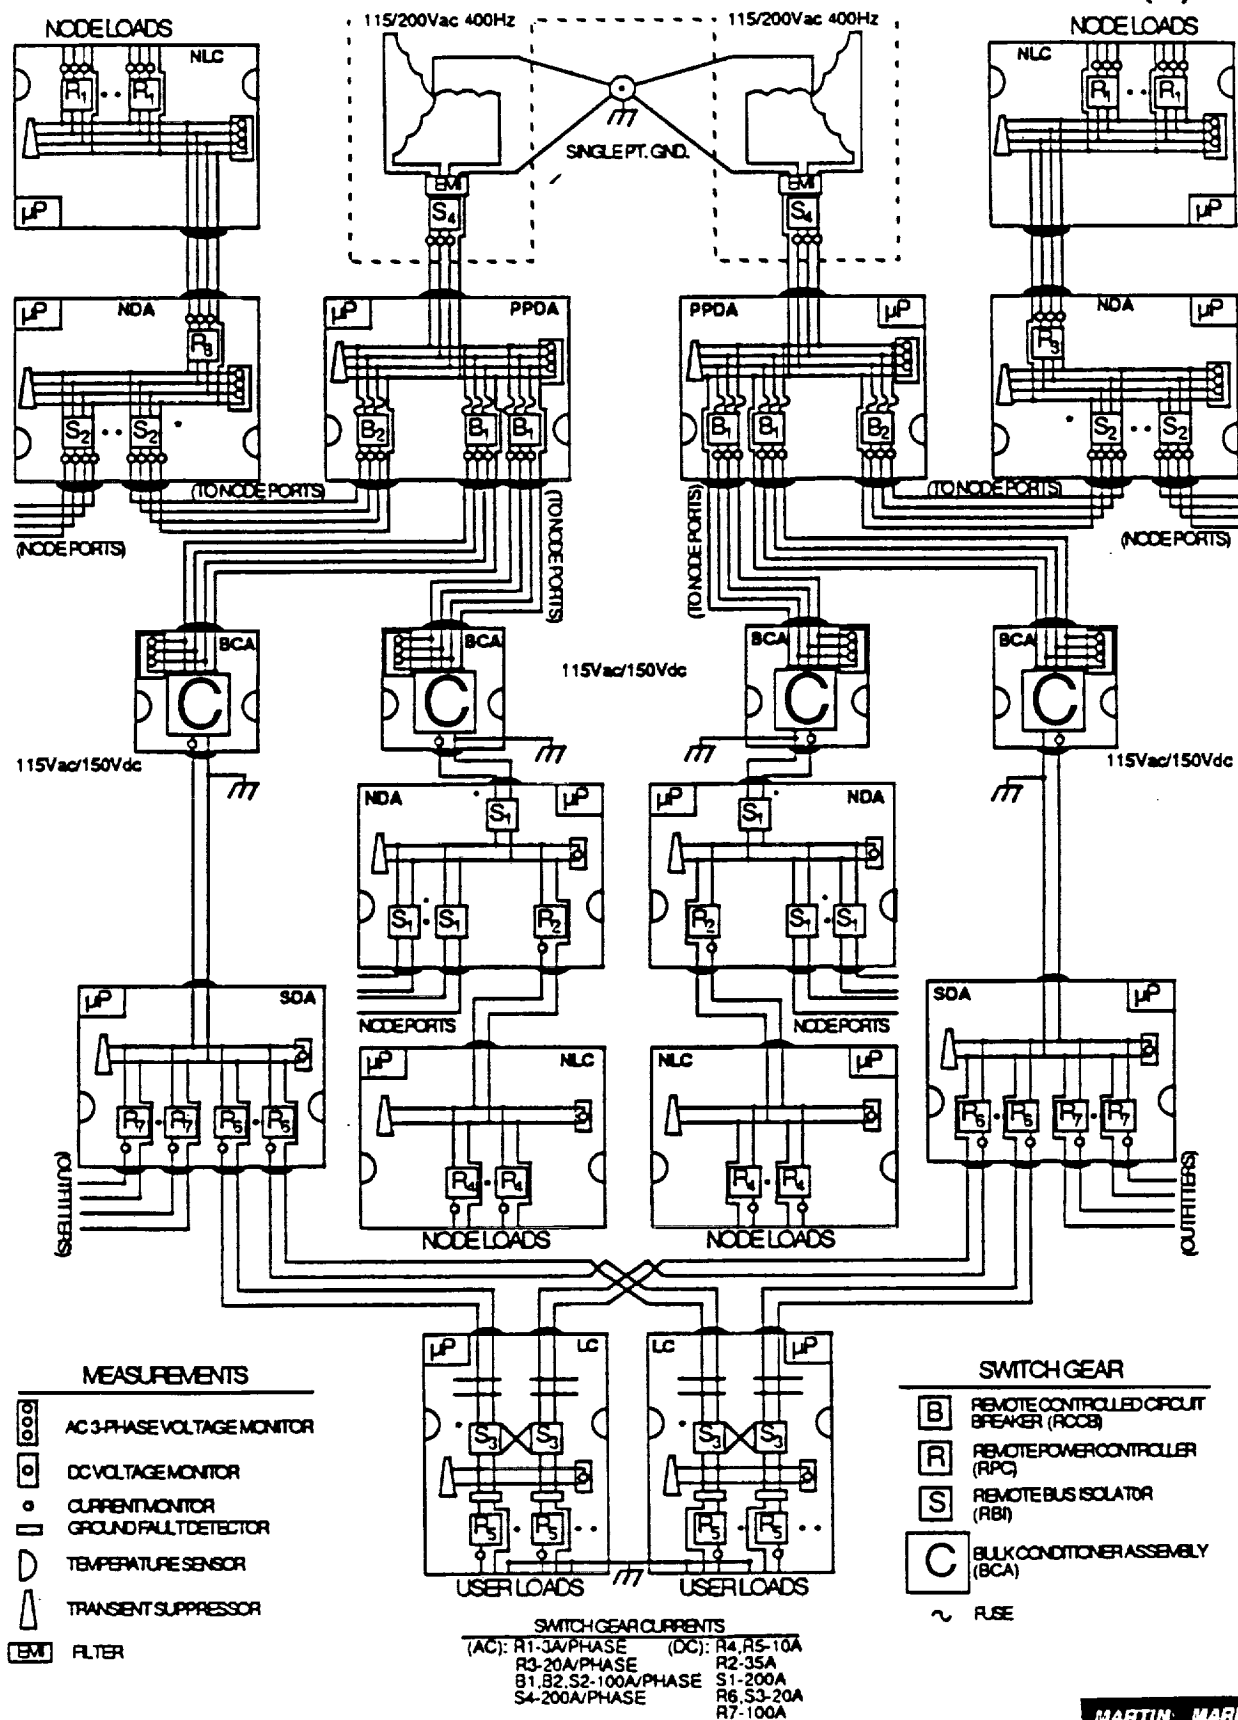 115/200Vac 400Hz
115/200Vac 400Hz
NODE LOADS
NODE LOADS
NLC
NLC
R1 .. R1
R1 .. R1
SINGLE PT. GND.
EMI
EMI
S4
S4
µP
µP
µP NDA
µP PPDA
PPDA µP
NDA µP
R3
R3
S2 .. S2 *
B2 B1 B1
B1 B1 B2
* S2 .. S2
(TO NODE PORTS)
(TO NODE PORTS)
(NODE PORTS)
(TO NODE PORTS)
(TO NODE PORTS)
(NODE PORTS)
BCA
BCA
BCA
BCA
C
C
C
C
115Vac/150Vdc
115Vac/150Vdc
115Vac/150Vdc
NDA µP
µP NDA
S1
S1
S1 : S1 R2
R2 S1 : S1
µP SDA
SDA µP
NODE PORTS
NODE PORTS
µP NLC
NLC µP
R7 . R7 R6 . R6
R6 . R6 R7 . R7
R4 . R4
R4 . R4
(OUTFITTERS)
(OUTFITTERS)
NODE LOADS
NODE LOADS
µP LC
LC µP
* S3 S3
* S3 S3
R5 . R5 ..
R5 . R5 ..
USER LOADS
USER LOADS
MEASUREMENTS
AC 3-PHASE VOLTAGE MONITOR
DC VOLTAGE MONITOR
CURRENT MONITOR
GROUND FAULT DETECTOR
TEMPERATURE SENSOR
TRANSIENT SUPPRESSOR
EMI FILTER
SWITCH GEAR
B REMOTE CONTROLLED CIRCUIT
BREAKER (RCCB)
R REMOTE POWER CONTROLLER
(RPC)
S REMOTE BUS ISOLATOR
(RBI)
C BULK CONDITIONER ASSEMBLY
(BCA)
FUSE
SWITCH GEAR CURRENTS
(AC): R1-3A/PHASE (DC): R4,R5-10A
R3-20A/PHASE R2-35A
B1,B2,S2-100A/PHASE S1-200A
S4-200A/PHASE R6,S3-20A
R7-100A
MARTIN MARI